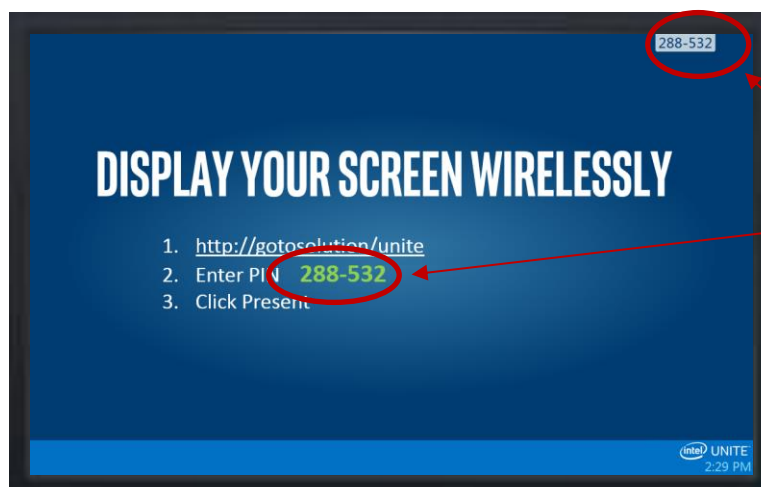 288-532
DISPLAY YOUR SCREEN WIRELESSLY
1. http://gotosolution/unite
2. Enter PIN 288-532
3. Click Present
intel UNITE
2:29 PM